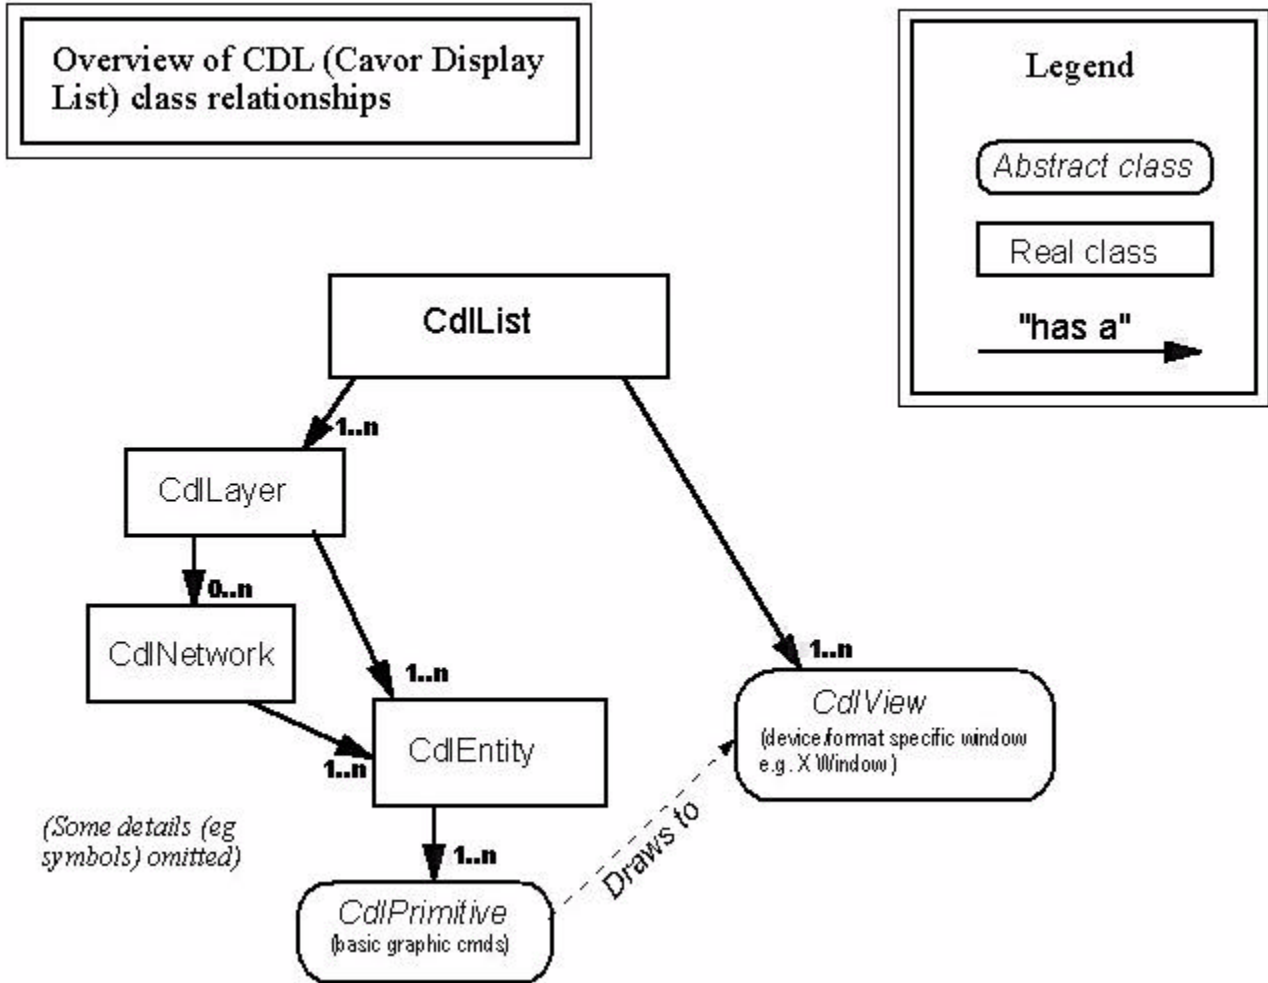 Overview of CDL (Cavor Display
List) class relationships
Legend
Abstract class
Real class
"has a"
CdlList
1..n
CdlLayer
0..n
CdlNetwork
1..n
1..n
CdlEntity
1..n
CdlView
(device/format specific window
e.g. X Window)
1..n
(Some details (eg
symbols) omitted)
1..n
Draws to
CdlPrimitive
(basic graphic cmds)